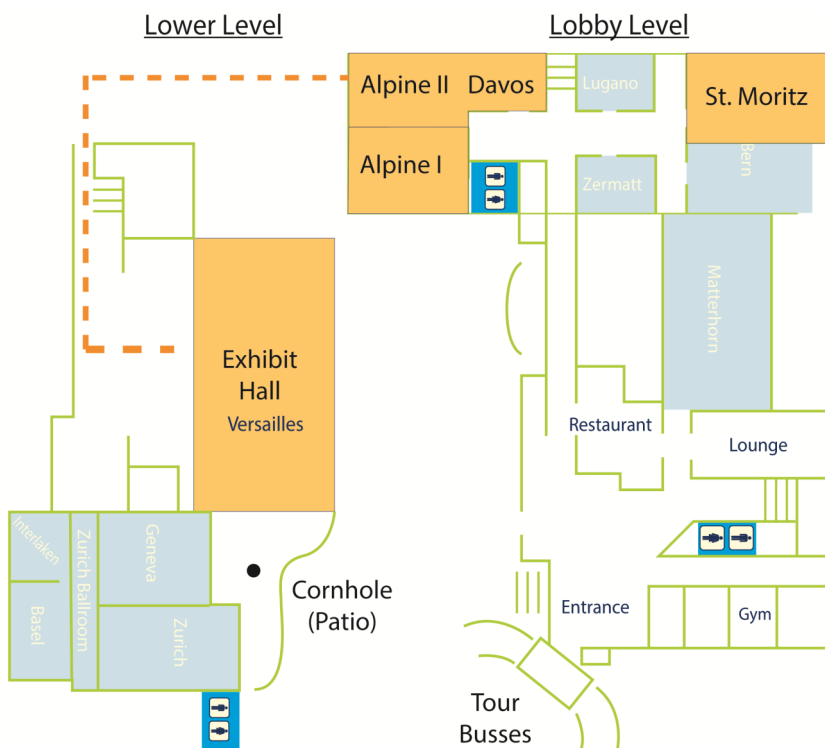 Lower Level
Lobby Level
Alpine II
Davos
Lugano
St. Moritz
Alpine I
Zermatt
Bern
Matterhorn
Exhibit
Hall
Versailles
Restaurant
Lounge
Interlaken
Zurich Ballroom
Geneva
Basel
Zurich
Cornhole
(Patio)
Entrance
Gym
Tour
Busses